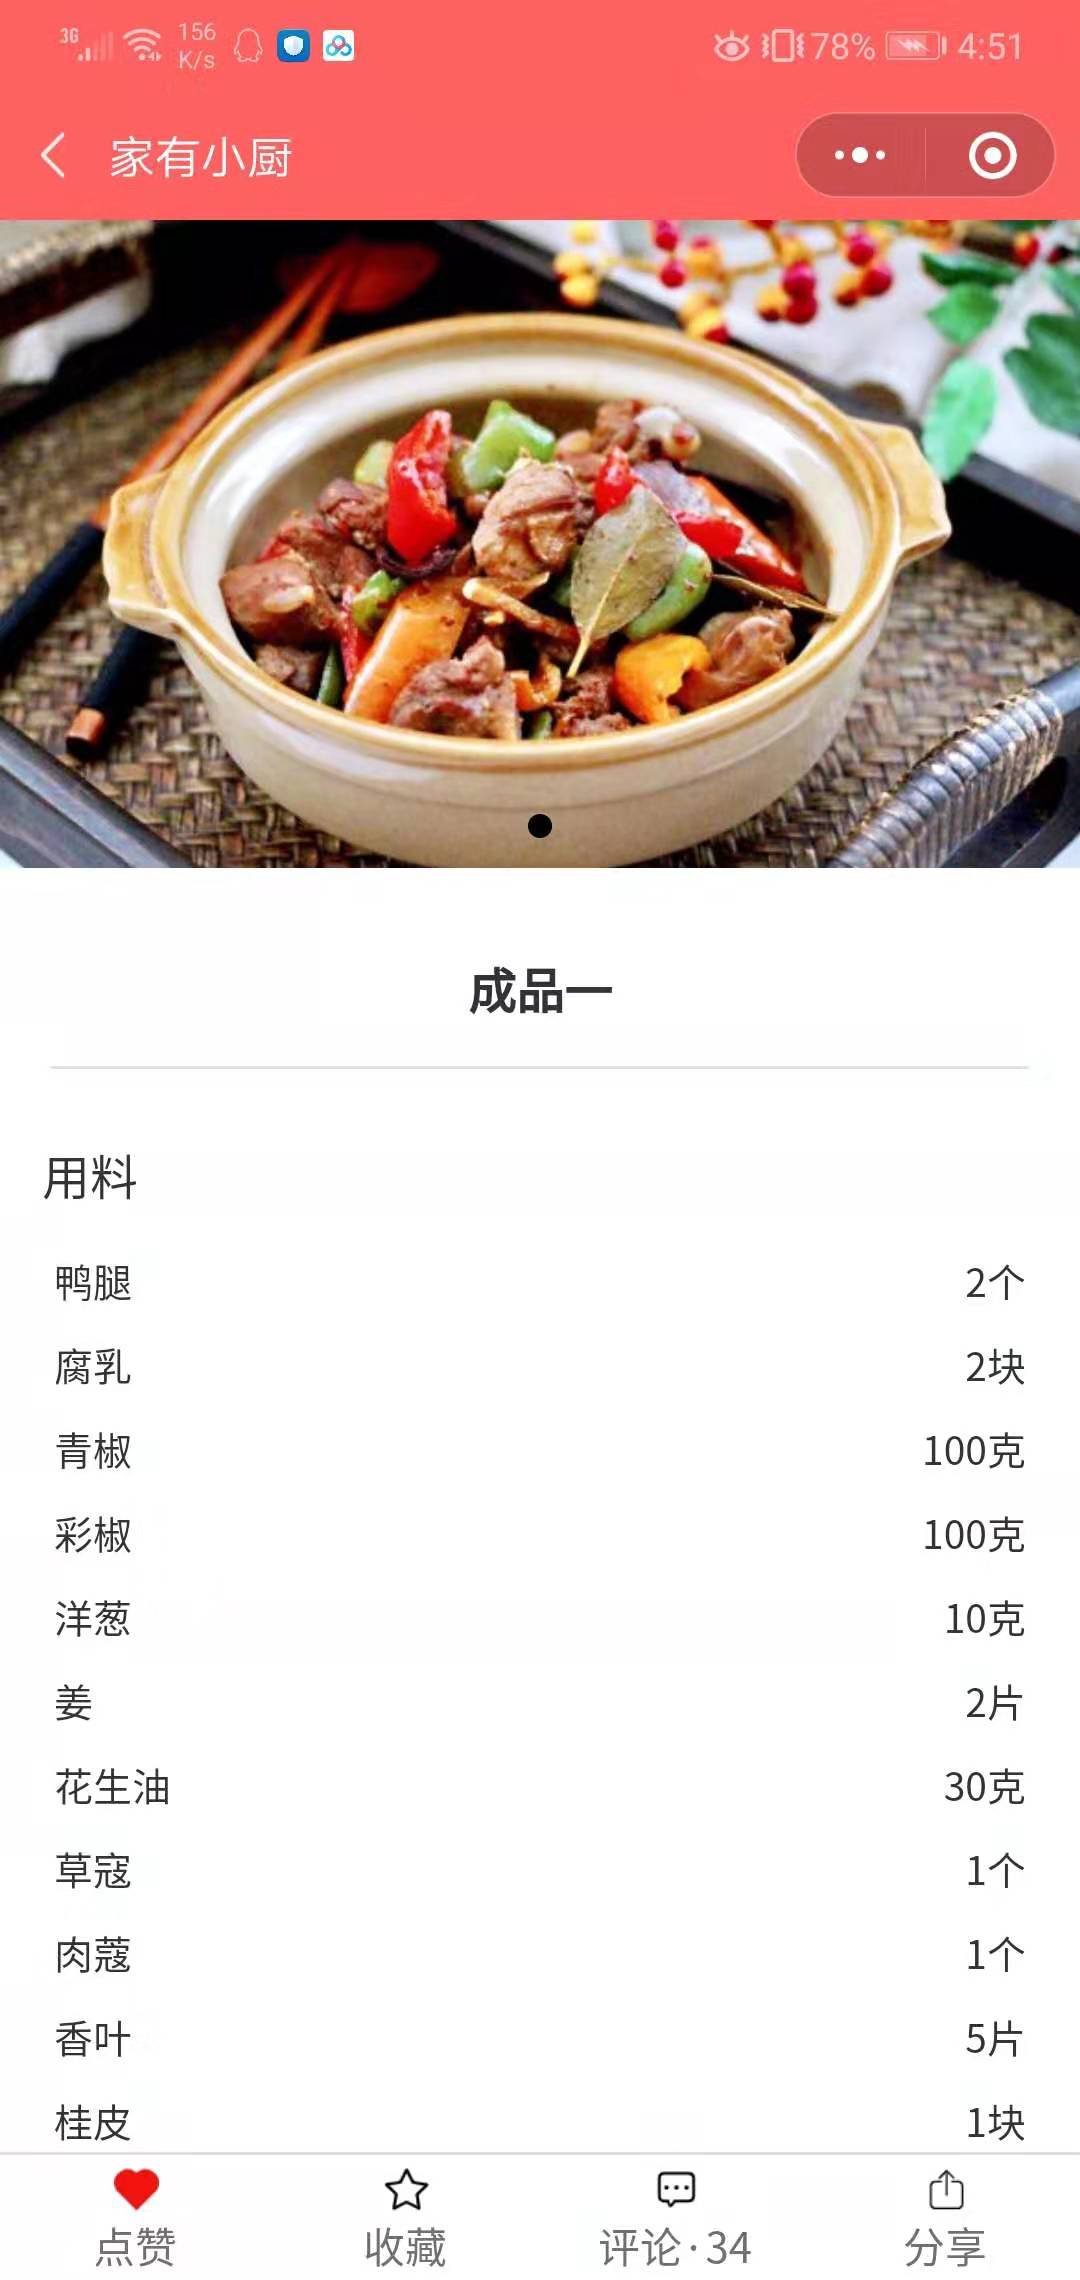 3G 156 K/s 78% 4:51
家有小厨
成品一
用料
鸭腿 2个
腐乳 2块
青椒 100克
彩椒 100克
洋葱 10克
姜 2片
花生油 30克
草寇 1个
肉蔻 1个
香叶 5片
桂皮 1块
点赞 收藏 评论·34 分享